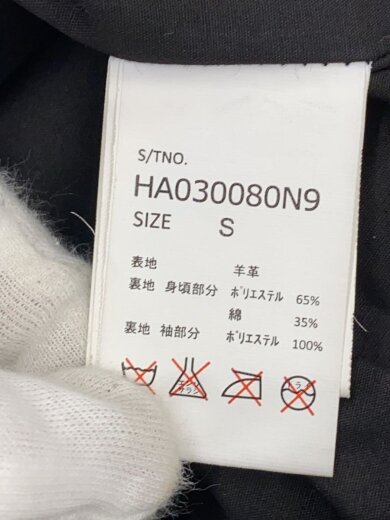 S/TNO.
HA030080N9
SIZE S
表地 羊革
裏地 身頃部分 ポリエステル 65%
綿 35%
裏地 袖部分 ポリエステル 100%